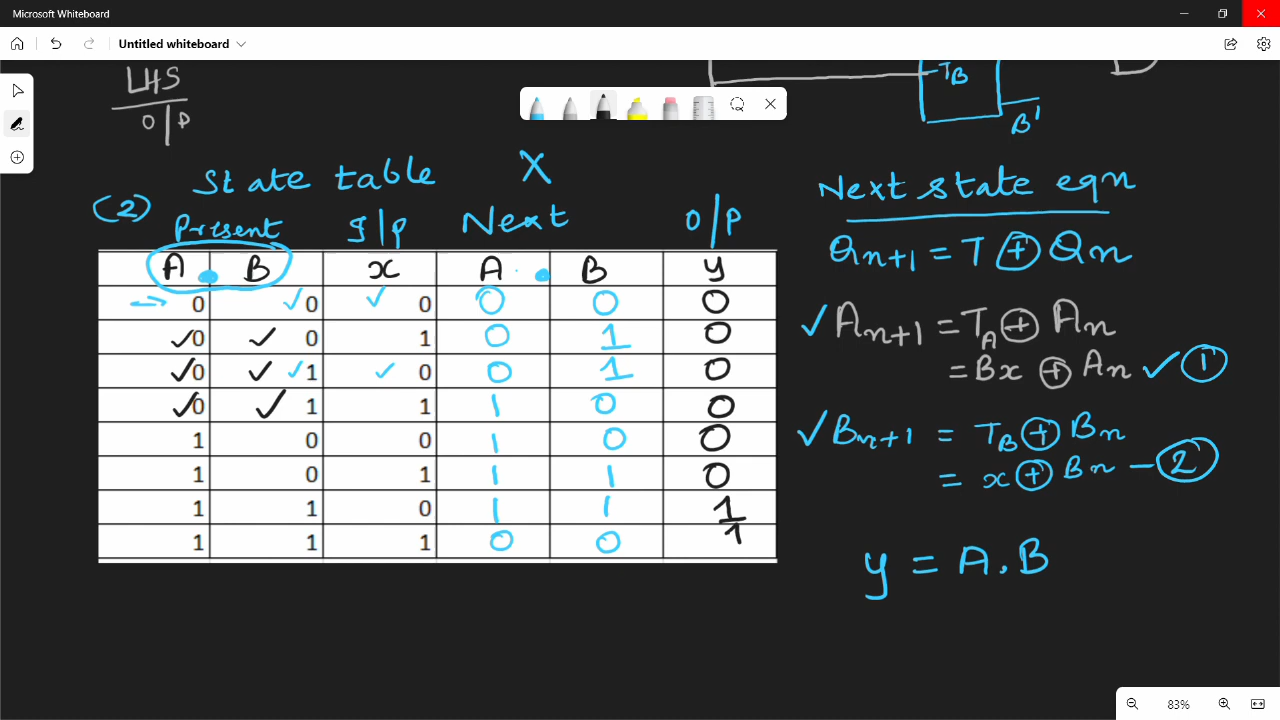 Microsoft Whiteboard
Untitled whiteboard
LHS
O|P
TB
B'
(2) State table X
Present I/p Next O/P
A B x A B y
0 0 0 0 0 0
0 0 1 0 1 0
0 1 0 0 1 0
0 1 1 1 0 0
1 0 0 1 0 0
1 0 1 1 1 0
1 1 0 1 1 1
1 1 1 0 0 1
Next state eqn
Qn+1 = T ⊕ Qn
✓ An+1 = TA ⊕ An
= Bx ⊕ An ✓ ①
✓ Bn+1 = TB ⊕ Bn
= x ⊕ Bn – ②
y = A.B
83%